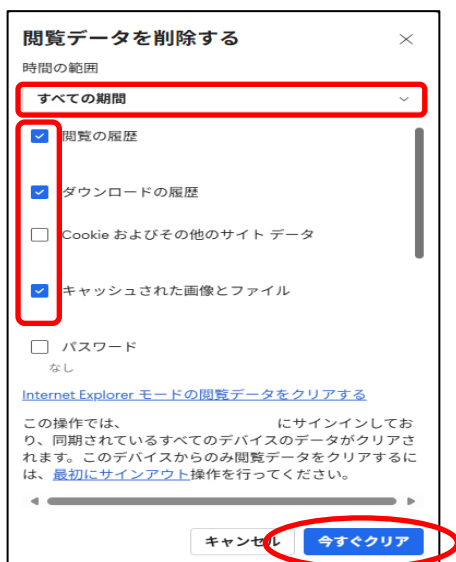 閲覧データを削除する
時間の範囲
すべての期間
閲覧の履歴
ダウンロードの履歴
Cookie およびその他のサイト データ
キャッシュされた画像とファイル
パスワード
なし
Internet Explorer モードの閲覧データをクリアする
この操作では、 にサインインしてお
り、同期されているすべてのデバイスのデータがクリアさ
れます。このデバイスからのみ閲覧データをクリアするに
は、最初にサインアウト操作を行ってください。
キャンセル 今すぐクリア